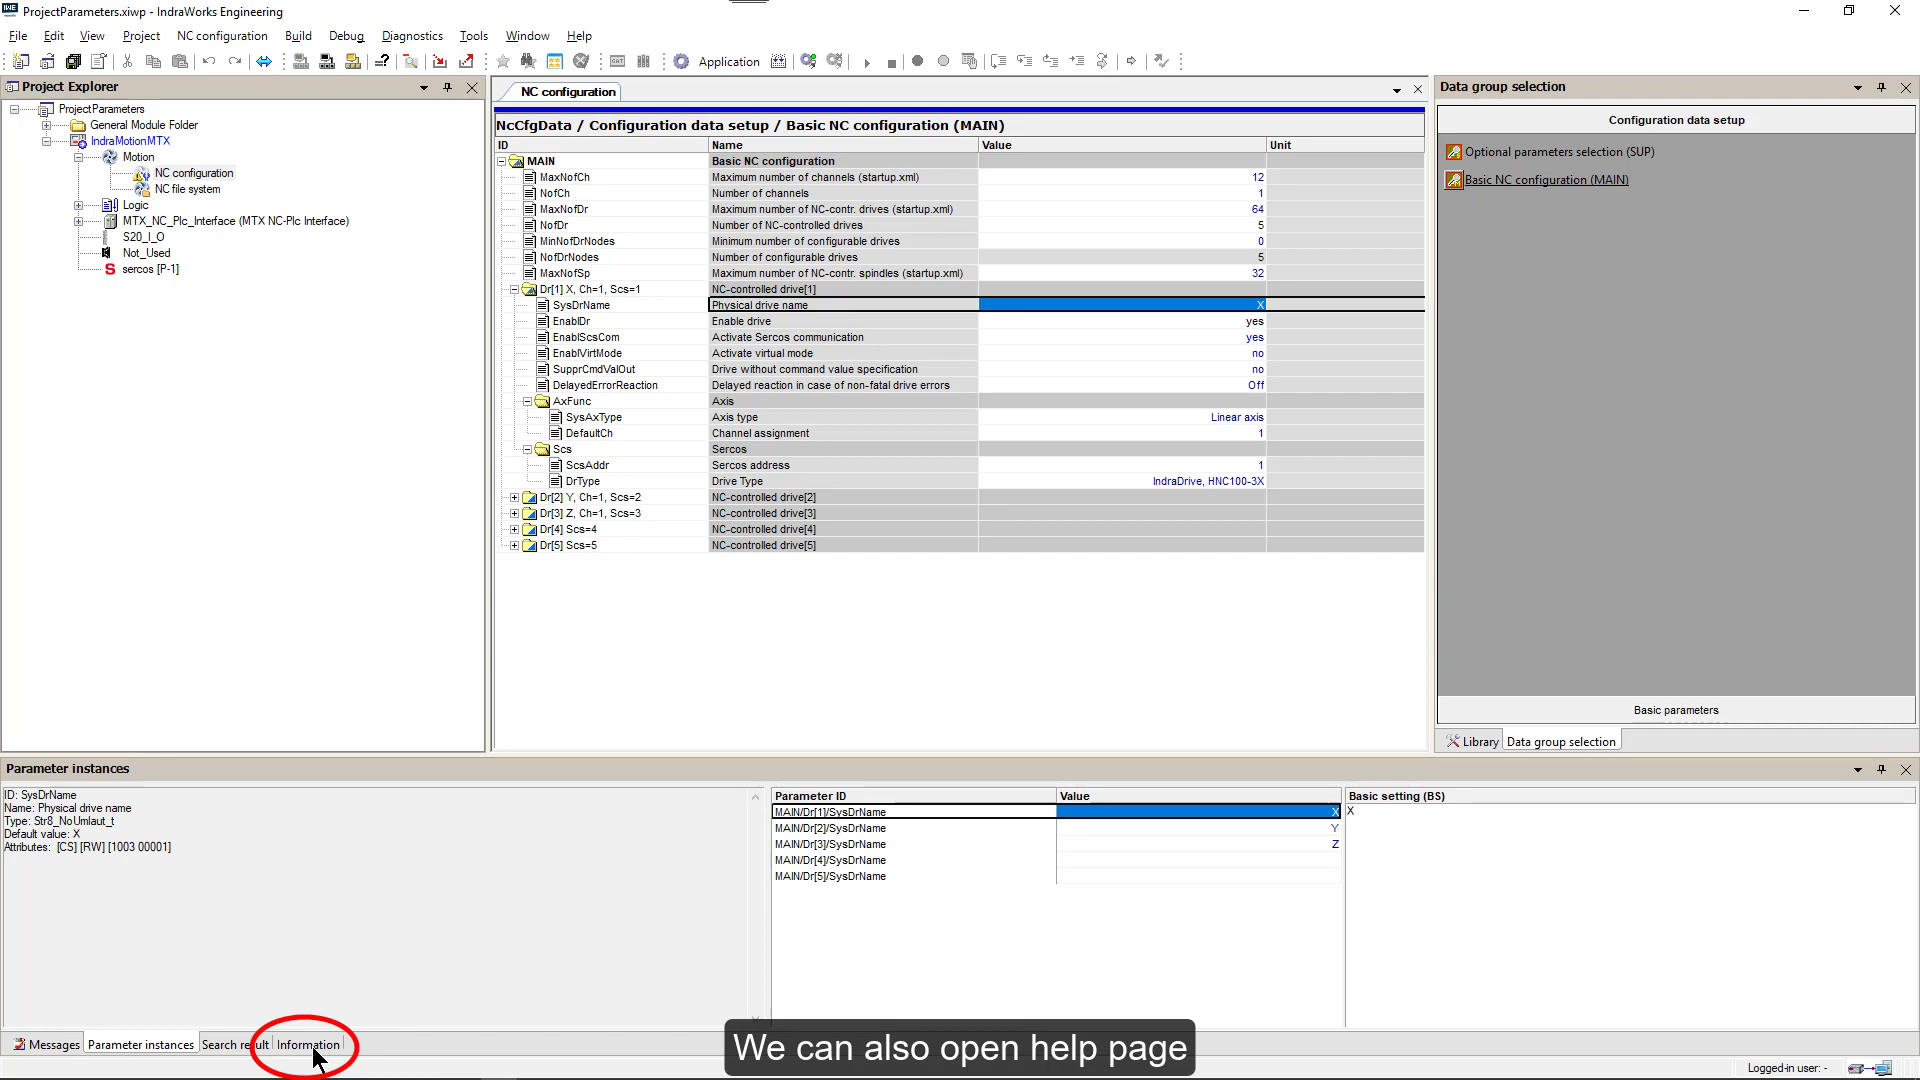 ProjectParameters.xiwp - IndraWorks Engineering
File Edit View Project NC configuration Build Debug Diagnostics Tools Window Help
Application
Project Explorer
ProjectParameters
General Module Folder
IndraMotionMTX
Motion
NC configuration
NC file system
Logic
MTX_NC_Plc_Interface (MTX NC-Plc Interface)
S20_I_O
Not_Used
sercos [P-1]
NC configuration
NcCfgData / Configuration data setup / Basic NC configuration (MAIN)
ID Name Value Unit
MAIN Basic NC configuration
MaxNofCh Maximum number of channels (startup.xml) 12
NofCh Number of channels 1
MaxNofDr Maximum number of NC-contr. drives (startup.xml) 64
NofDr Number of NC-controlled drives 5
MinNofDrNodes Minimum number of configurable drives 0
NofDrNodes Number of configurable drives 5
MaxNofSp Maximum number of NC-contr. spindles (startup.xml) 32
Dr[1] X, Ch=1, Scs=1 NC-controlled drive[1]
SysDrName Physical drive name X
EnablDr Enable drive yes
EnablScsCom Activate Sercos communication yes
EnablVirtMode Activate virtual mode no
SupprCmdValOut Drive without command value specification no
DelayedErrorReaction Delayed reaction in case of non-fatal drive errors Off
AxFunc Axis
SysAxType Axis type Linear axis
DefaultCh Channel assignment 1
Scs Sercos
ScsAddr Sercos address 1
DrType Drive Type IndraDrive, HNC100-3X
Dr[2] Y, Ch=1, Scs=2 NC-controlled drive[2]
Dr[3] Z, Ch=1, Scs=3 NC-controlled drive[3]
Dr[4] Scs=4 NC-controlled drive[4]
Dr[5] Scs=5 NC-controlled drive[5]
Data group selection
Configuration data setup
Optional parameters selection (SUP)
Basic NC configuration (MAIN)
Basic parameters
Library Data group selection
Parameter instances
ID: SysDrName
Name: Physical drive name
Type: Str8_NoUmlaut_t
Default value: X
Attributes: [CS] [RW] [1003 00001]
Parameter ID Value Basic setting (BS)
MAIN/Dr[1]/SysDrName X X
MAIN/Dr[2]/SysDrName Y
MAIN/Dr[3]/SysDrName Z
MAIN/Dr[4]/SysDrName
MAIN/Dr[5]/SysDrName
Messages Parameter instances Search result Information
We can also open help page
Logged-in user: -